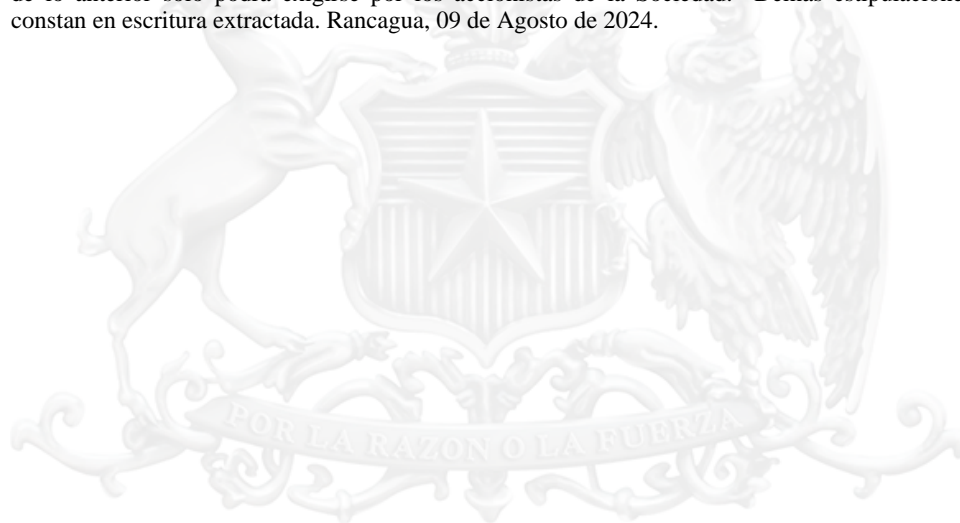 de lo anterior sólo podrá exigirse por los accionistas de la Sociedad.- Demás
constan en escritura extractada. Rancagua, 09 de Agosto de 2024.
POR LA RAZON O LA FUERZA